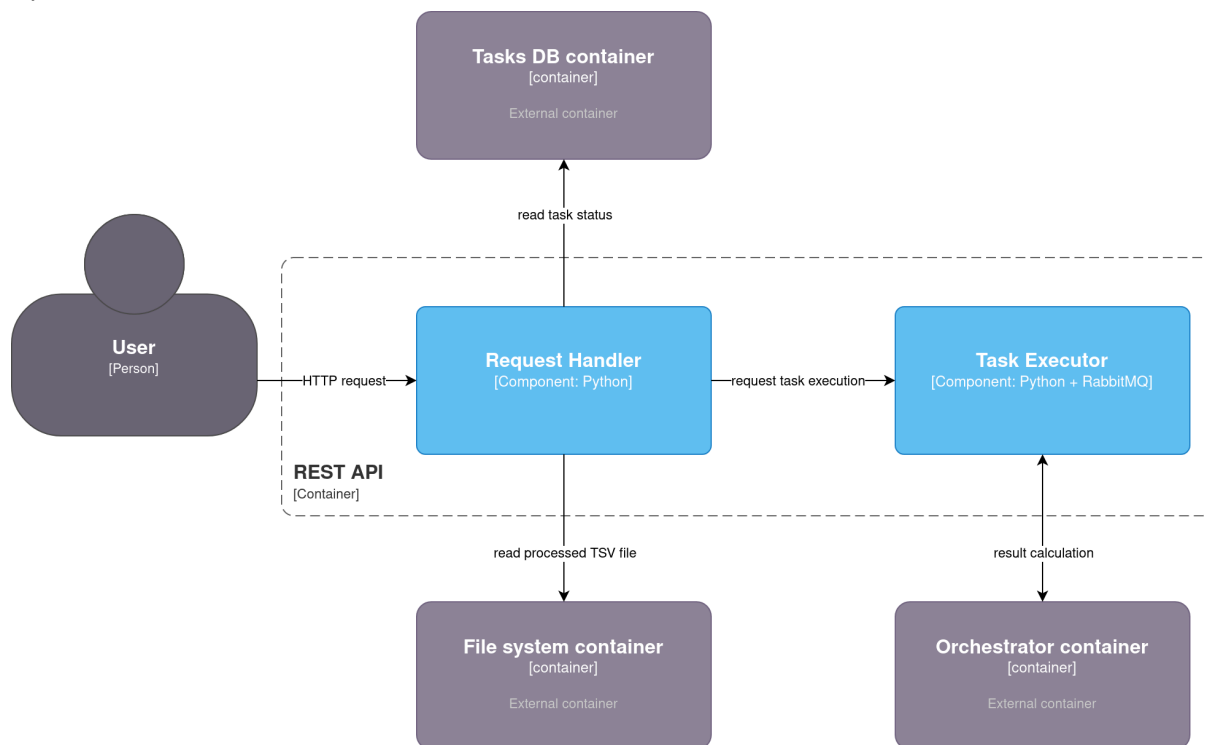 Tasks DB container
[container]
External container
read task status
User
[Person]
HTTP request
Request Handler
[Component: Python]
request task execution
Task Executor
[Component: Python + RabbitMQ]
REST API
[Container]
read processed TSV file
result calculation
File system container
[container]
External container
Orchestrator container
[container]
External container